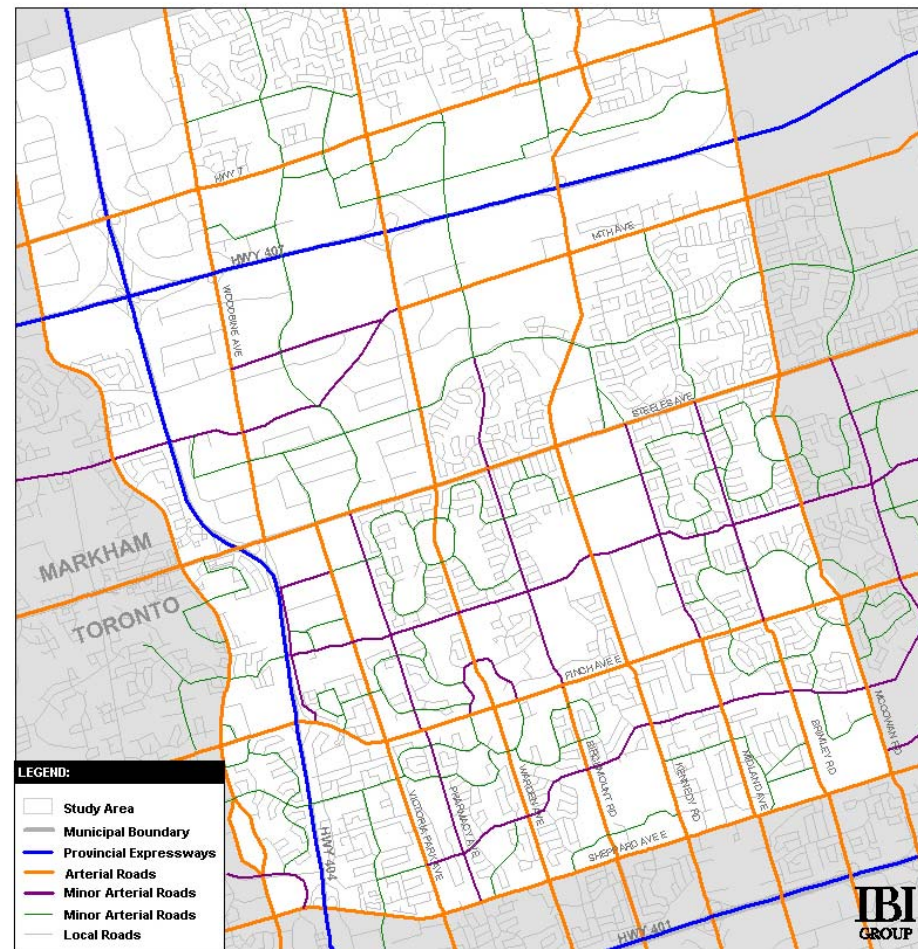 HWY 7
HWY 407
14TH AVE
WOODBINE AVE
STEELES AVE
MARKHAM
TORONTO
FINCH AVE E
MCCOWAN RD
BRIMLEY RD
MIDLAND AVE
KENNEDY RD
BIRCHMOUNT RD
WARDEN AVE
PHARMACY AVE
VICTORIA PARK AVE
SHEPPARD AVE E
HWY 404
HWY 401
LEGEND:
Study Area
Municipal Boundary
Provincial Expressways
Arterial Roads
Minor Arterial Roads
Minor Arterial Roads
Local Roads
IBI
GROUP